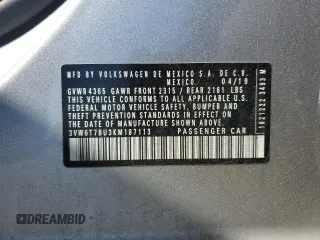 MFD BY VOLKSWAGEN DE MEXICO S.A. DE C.V.
MEXICO 04/19
GVWR 4365 GAWR FRONT 2315 / REAR 2161 LBS
THIS VEHICLE CONFORMS TO ALL APPLICABLE U.S.
FEDERAL MOTOR VEHICLE SAFETY, BUMPER AND
THEFT PREVENTION STANDARDS IN EFFECT ON THE
DATE OF MANUFACTURE SHOWN ABOVE.
3VW6T7BU3KM187113 PASSENGER CAR
1627222 3403 M
DREAMBID